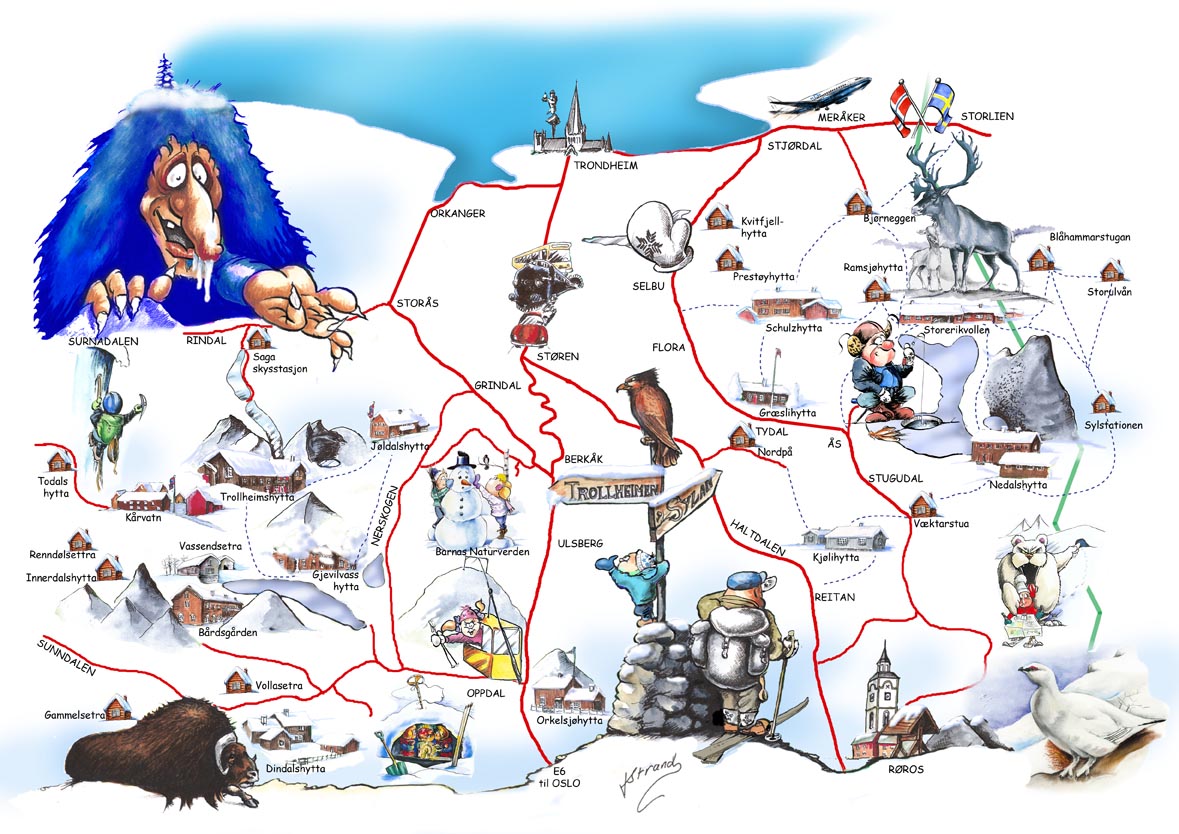 MERÅKER
STORLIEN
STJØRDAL
TRONDHEIM
ORKANGER
Kvitfjell-
hytta
Bjørneggen
Blåhammarstugan
Prestøyhytta
Ramsjøhytta
Storulvån
SELBU
STORÅS
Schulzhytta
Storerikvollen
SURNADALEN
RINDAL
Saga
skysstasjon
STØREN
FLORA
GRINDAL
Græslihytta
Sylstationen
Jøldalshytta
TYDAL
Nordpå
ÅS
BERKÅK
STUGUDAL
Todals
hytta
Trollheimshytta
TROLLHEIMEN
SYLAN
Nedalshytta
Kårvatn
NERSKOGEN
Væktarstua
HALTDALEN
Renndølsetra
Vassendsetra
Barnas Naturverden
ULSBERG
Kjølihytta
Innerdalshytta
Gjevilvass
hytta
REITAN
Bårdsgården
SUNNDALEN
Vollasetra
OPPDAL
Gammelsetra
Orkelsjøhytta
Dindalshytta
E6
til OSLO
Strand
RØROS